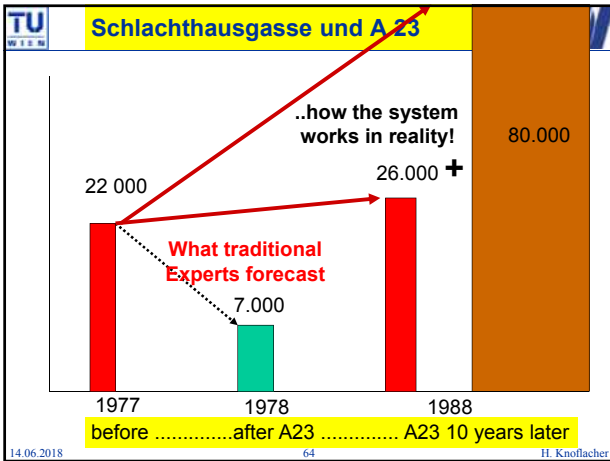 TU
WIEN
Schlachthausgasse und A 23
..how the system
works in reality!
80.000
26.000 +
22 000
What traditional
Experts forecast
7.000
1977 1978 1988
before ..............after A23 .............. A23 10 years later
14.06.2018 64 H. Knoflacher